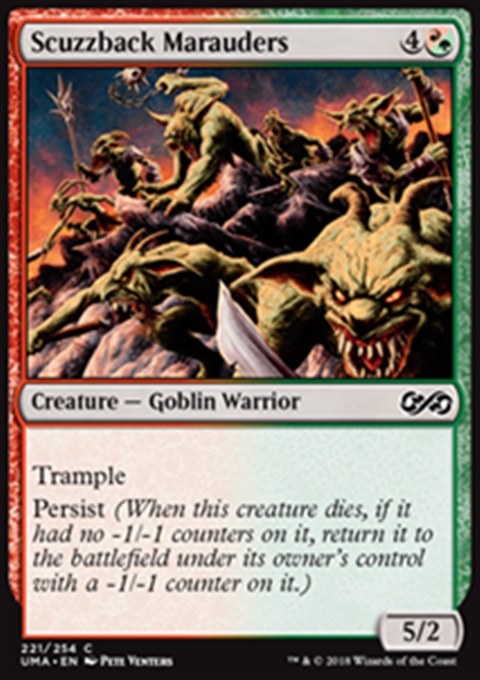 Scuzzback Marauders 4
Creature — Goblin Warrior
Trample
Persist (When this creature dies, if it
had no -1/-1 counters on it, return it to
the battlefield under its owner's control
with a -1/-1 counter on it.)
5/2
221/254 C
UMA • EN Pete Venters
™ & © 2018 Wizards of the Coast